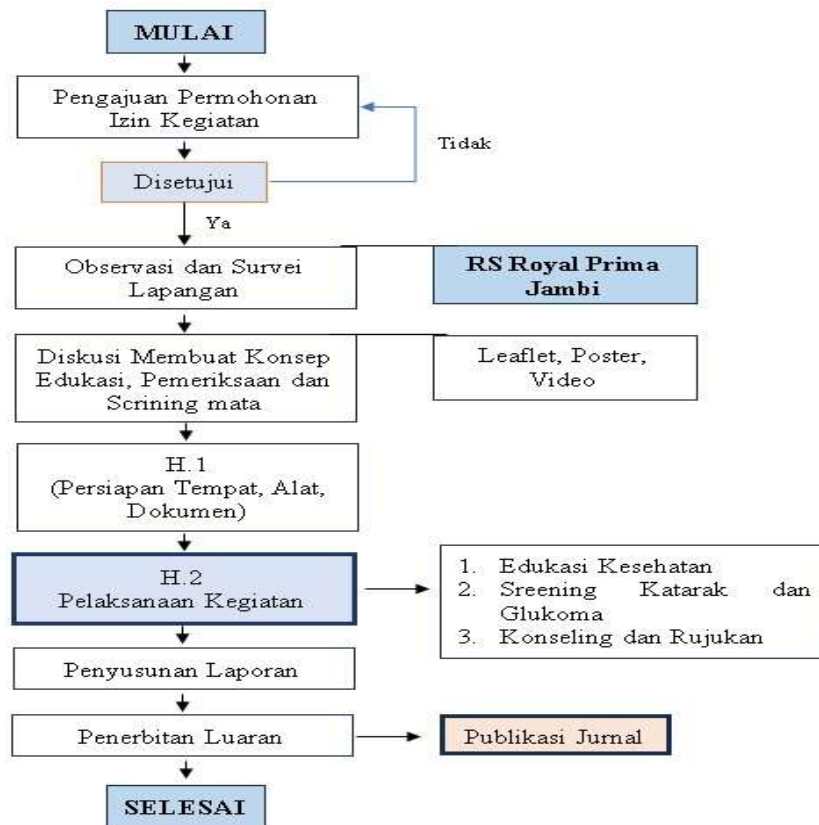 MULAI
Pengajuan Permohonan
Izin Kegiatan
Tidak
Disetujui
Ya
Observasi dan Survei
Lapangan
RS Royal Prima
Jambi
Diskusi Membuat Konsep
Edukasi, Pemeriksaan dan
Scrining mata
Leaflet, Poster,
Video
H.1
(Persiapan Tempat, Alat,
Dokumen)
H.2
Pelaksanaan Kegiatan
1. Edukasi Kesehatan
2. Sreening Katarak dan
Glukoma
3. Konseling dan Rujukan
Penyusunan Laporan
Penerbitan Luaran
Publikasi Jurnal
SELESAI